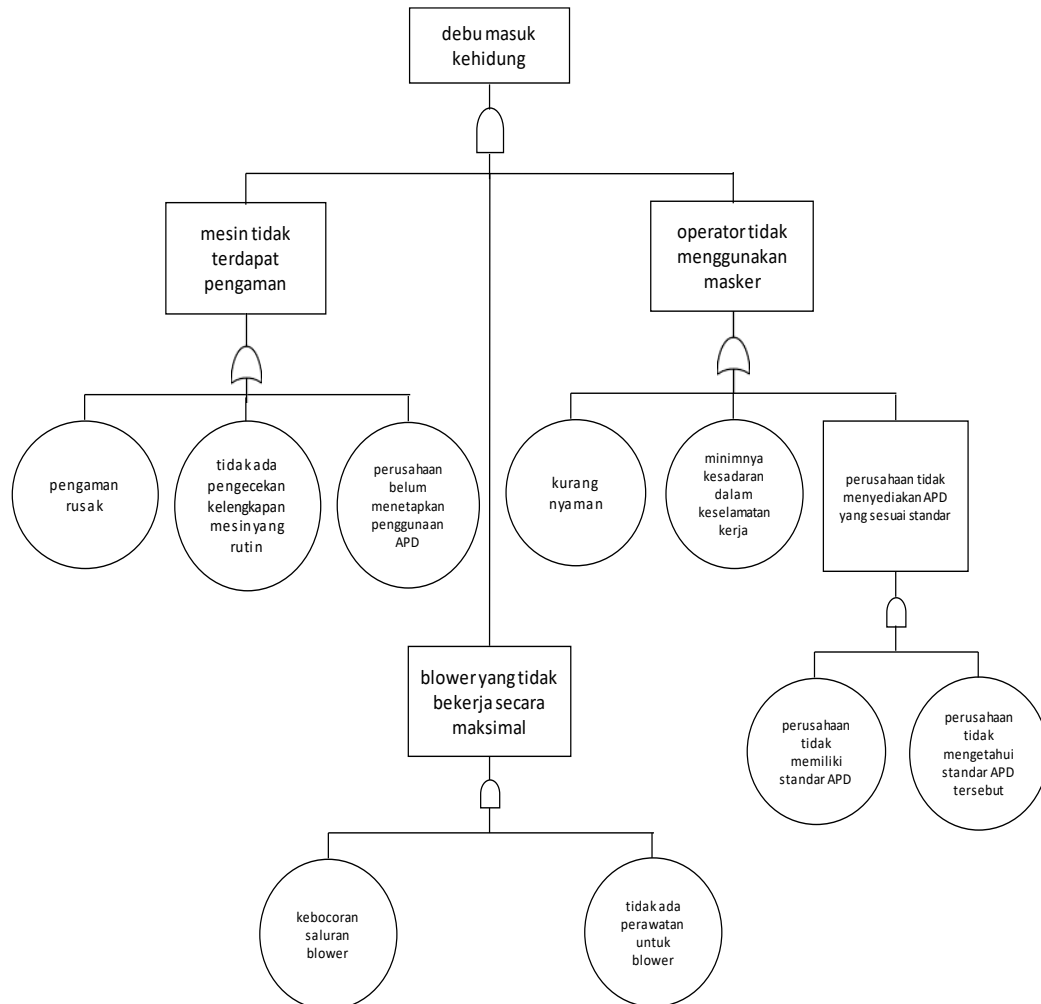 debu masuk
kehidung
mesin tidak
terdapat
pengaman
operator tidak
menggunakan
masker
pengaman
rusak
tidak ada
pengecekan
kelengkapan
mesin yang
rutin
perusahaan
belum
menetapkan
penggunaan
APD
kurang
nyaman
minimnya
kesadaran
dalam
keselamatan
kerja
perusahaan tidak
menyediakan APD
yang sesuai standar
blower yang tidak
bekerja secara
maksimal
perusahaan
tidak
memiliki
standar APD
perusahaan
tidak
mengetahui
standar APD
tersebut
kebocoran
saluran
blower
tidak ada
perawatan
untuk
blower